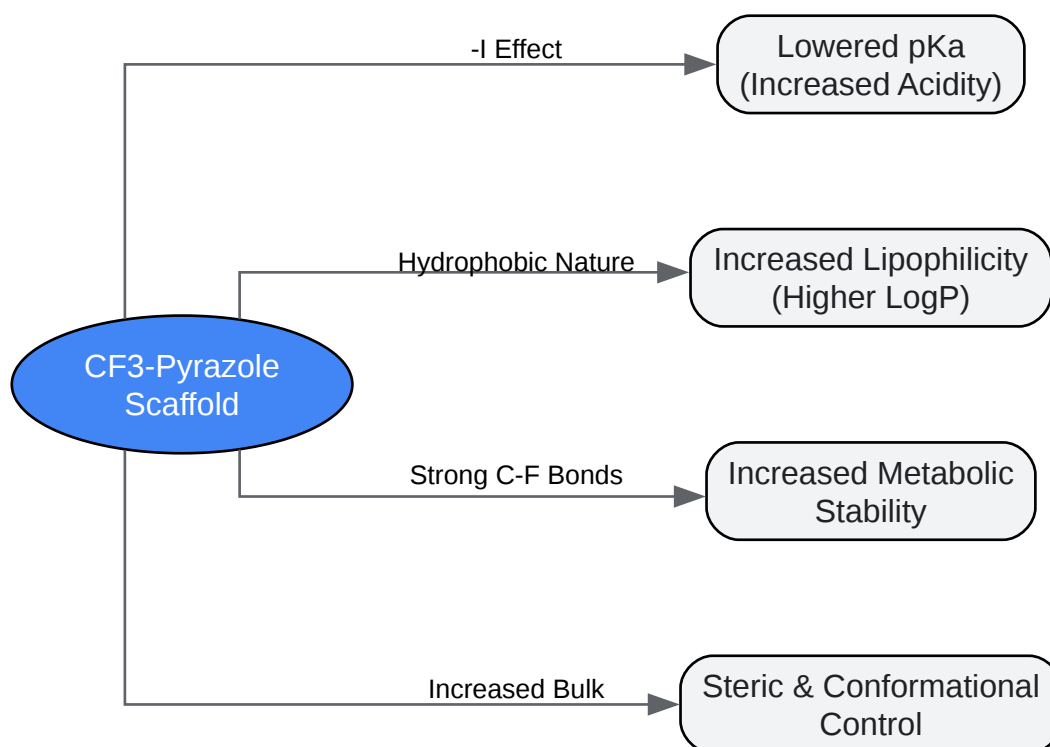 -I Effect
Lowered pKa
(Increased Acidity)
Hydrophobic Nature
Increased Lipophilicity
(Higher LogP)
CF3-Pyrazole
Scaffold
Strong C-F Bonds
Increased Metabolic
Stability
Increased Bulk
Steric & Conformational
Control